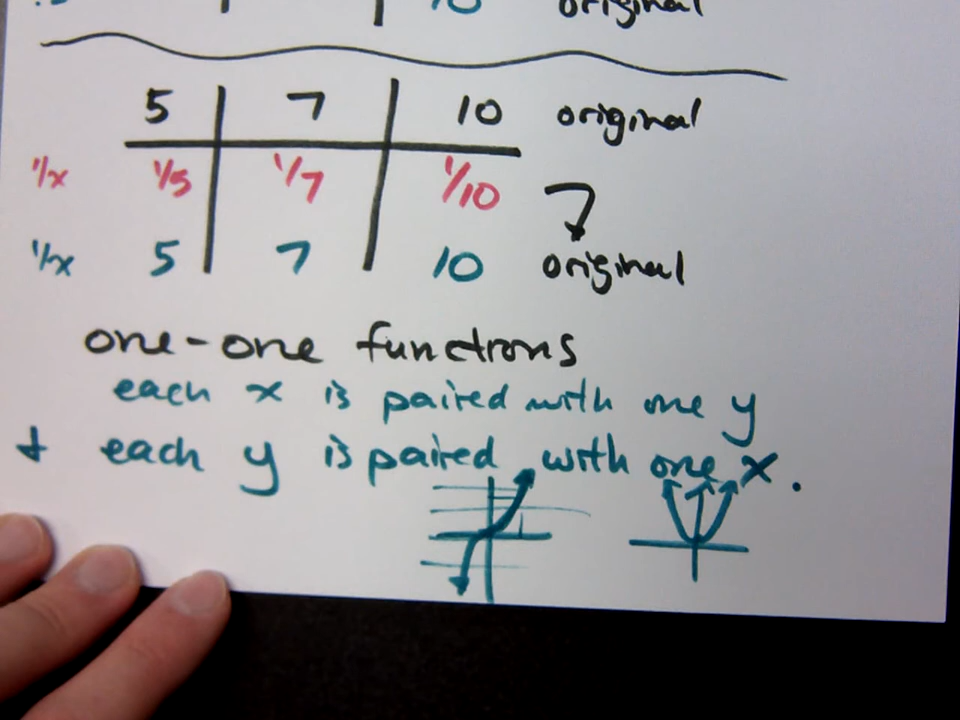 10 original
5 7 10 original
1/x 1/5 1/7 1/10
1/x 5 7 10 original
one-one functions
each x is paired with one y
+ each y is paired with one x.